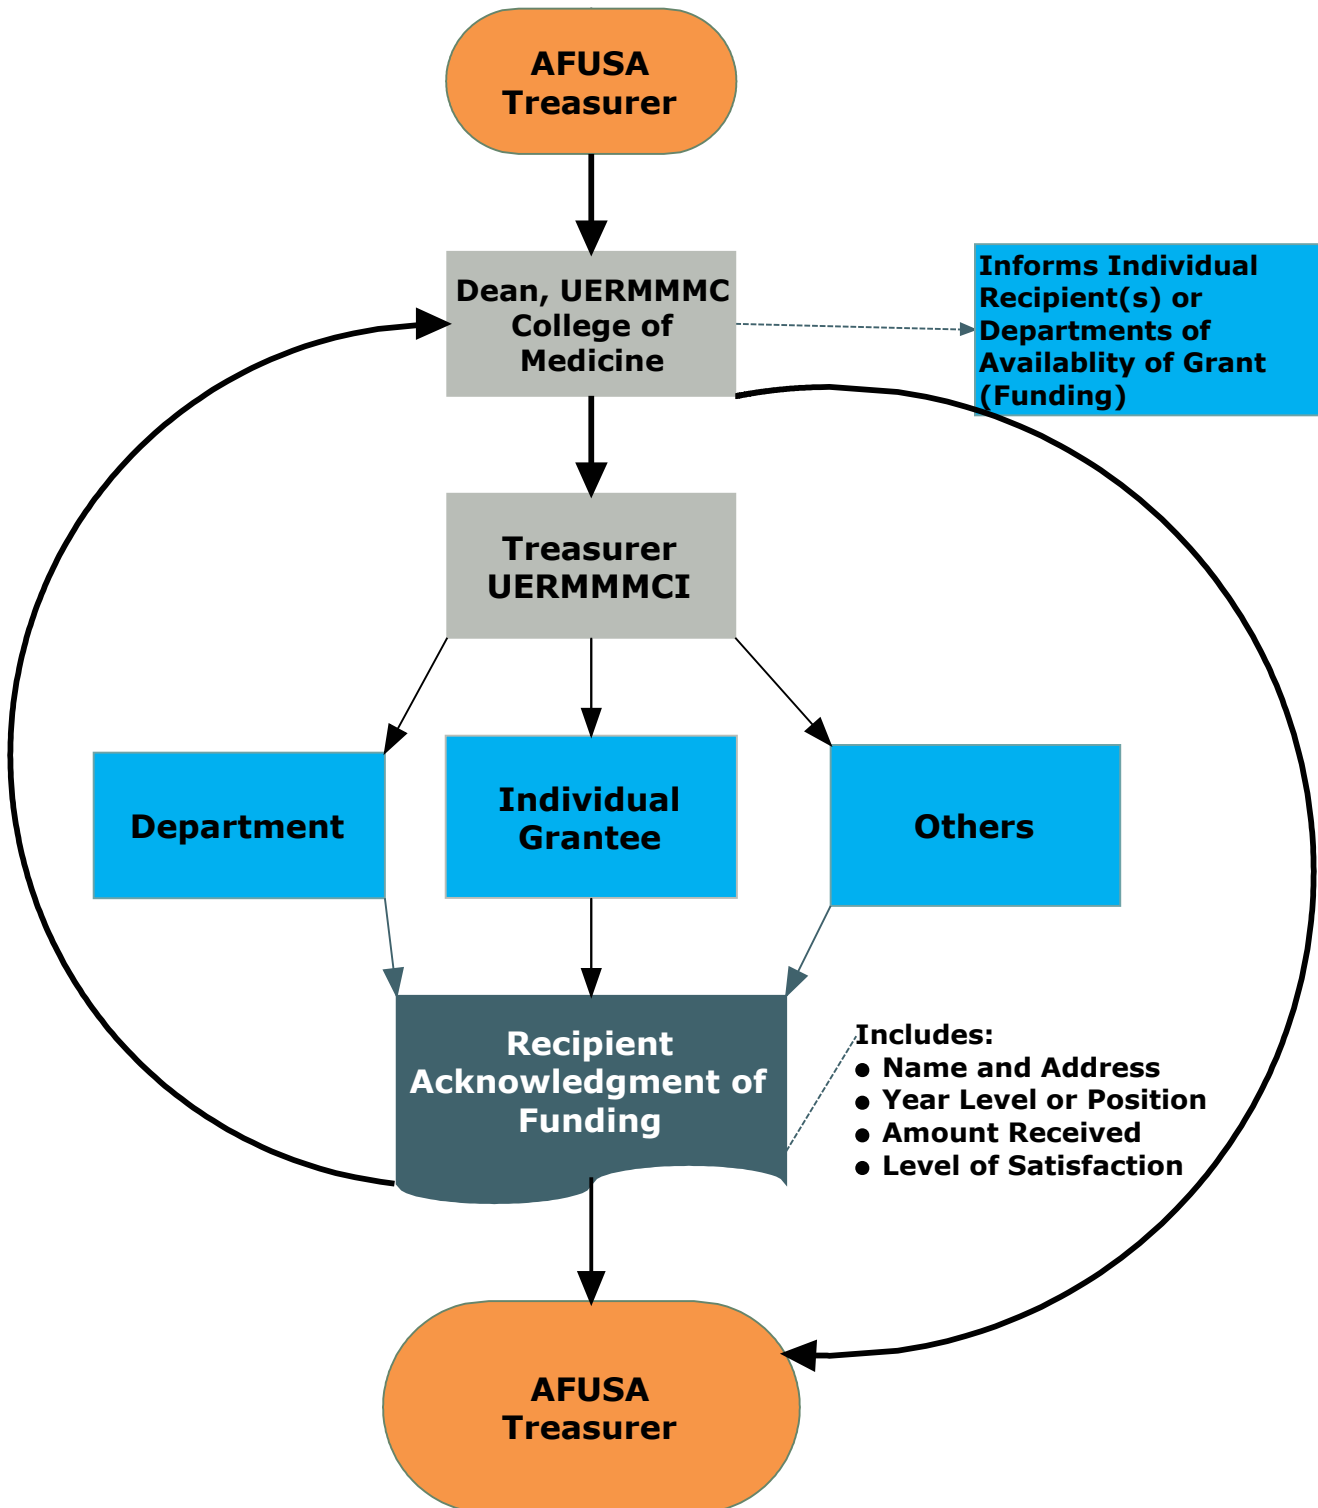 AFUSA
Treasurer
Dean, UERMMMC
College of
Medicine
Informs Individual
Recipient(s) or
Departments of
Availablity of Grant
(Funding)
Treasurer
UERMMMCI
Department
Individual
Grantee
Others
Recipient
Acknowledgment of
Funding
Includes:
● Name and Address
● Year Level or Position
● Amount Received
● Level of Satisfaction
AFUSA
Treasurer